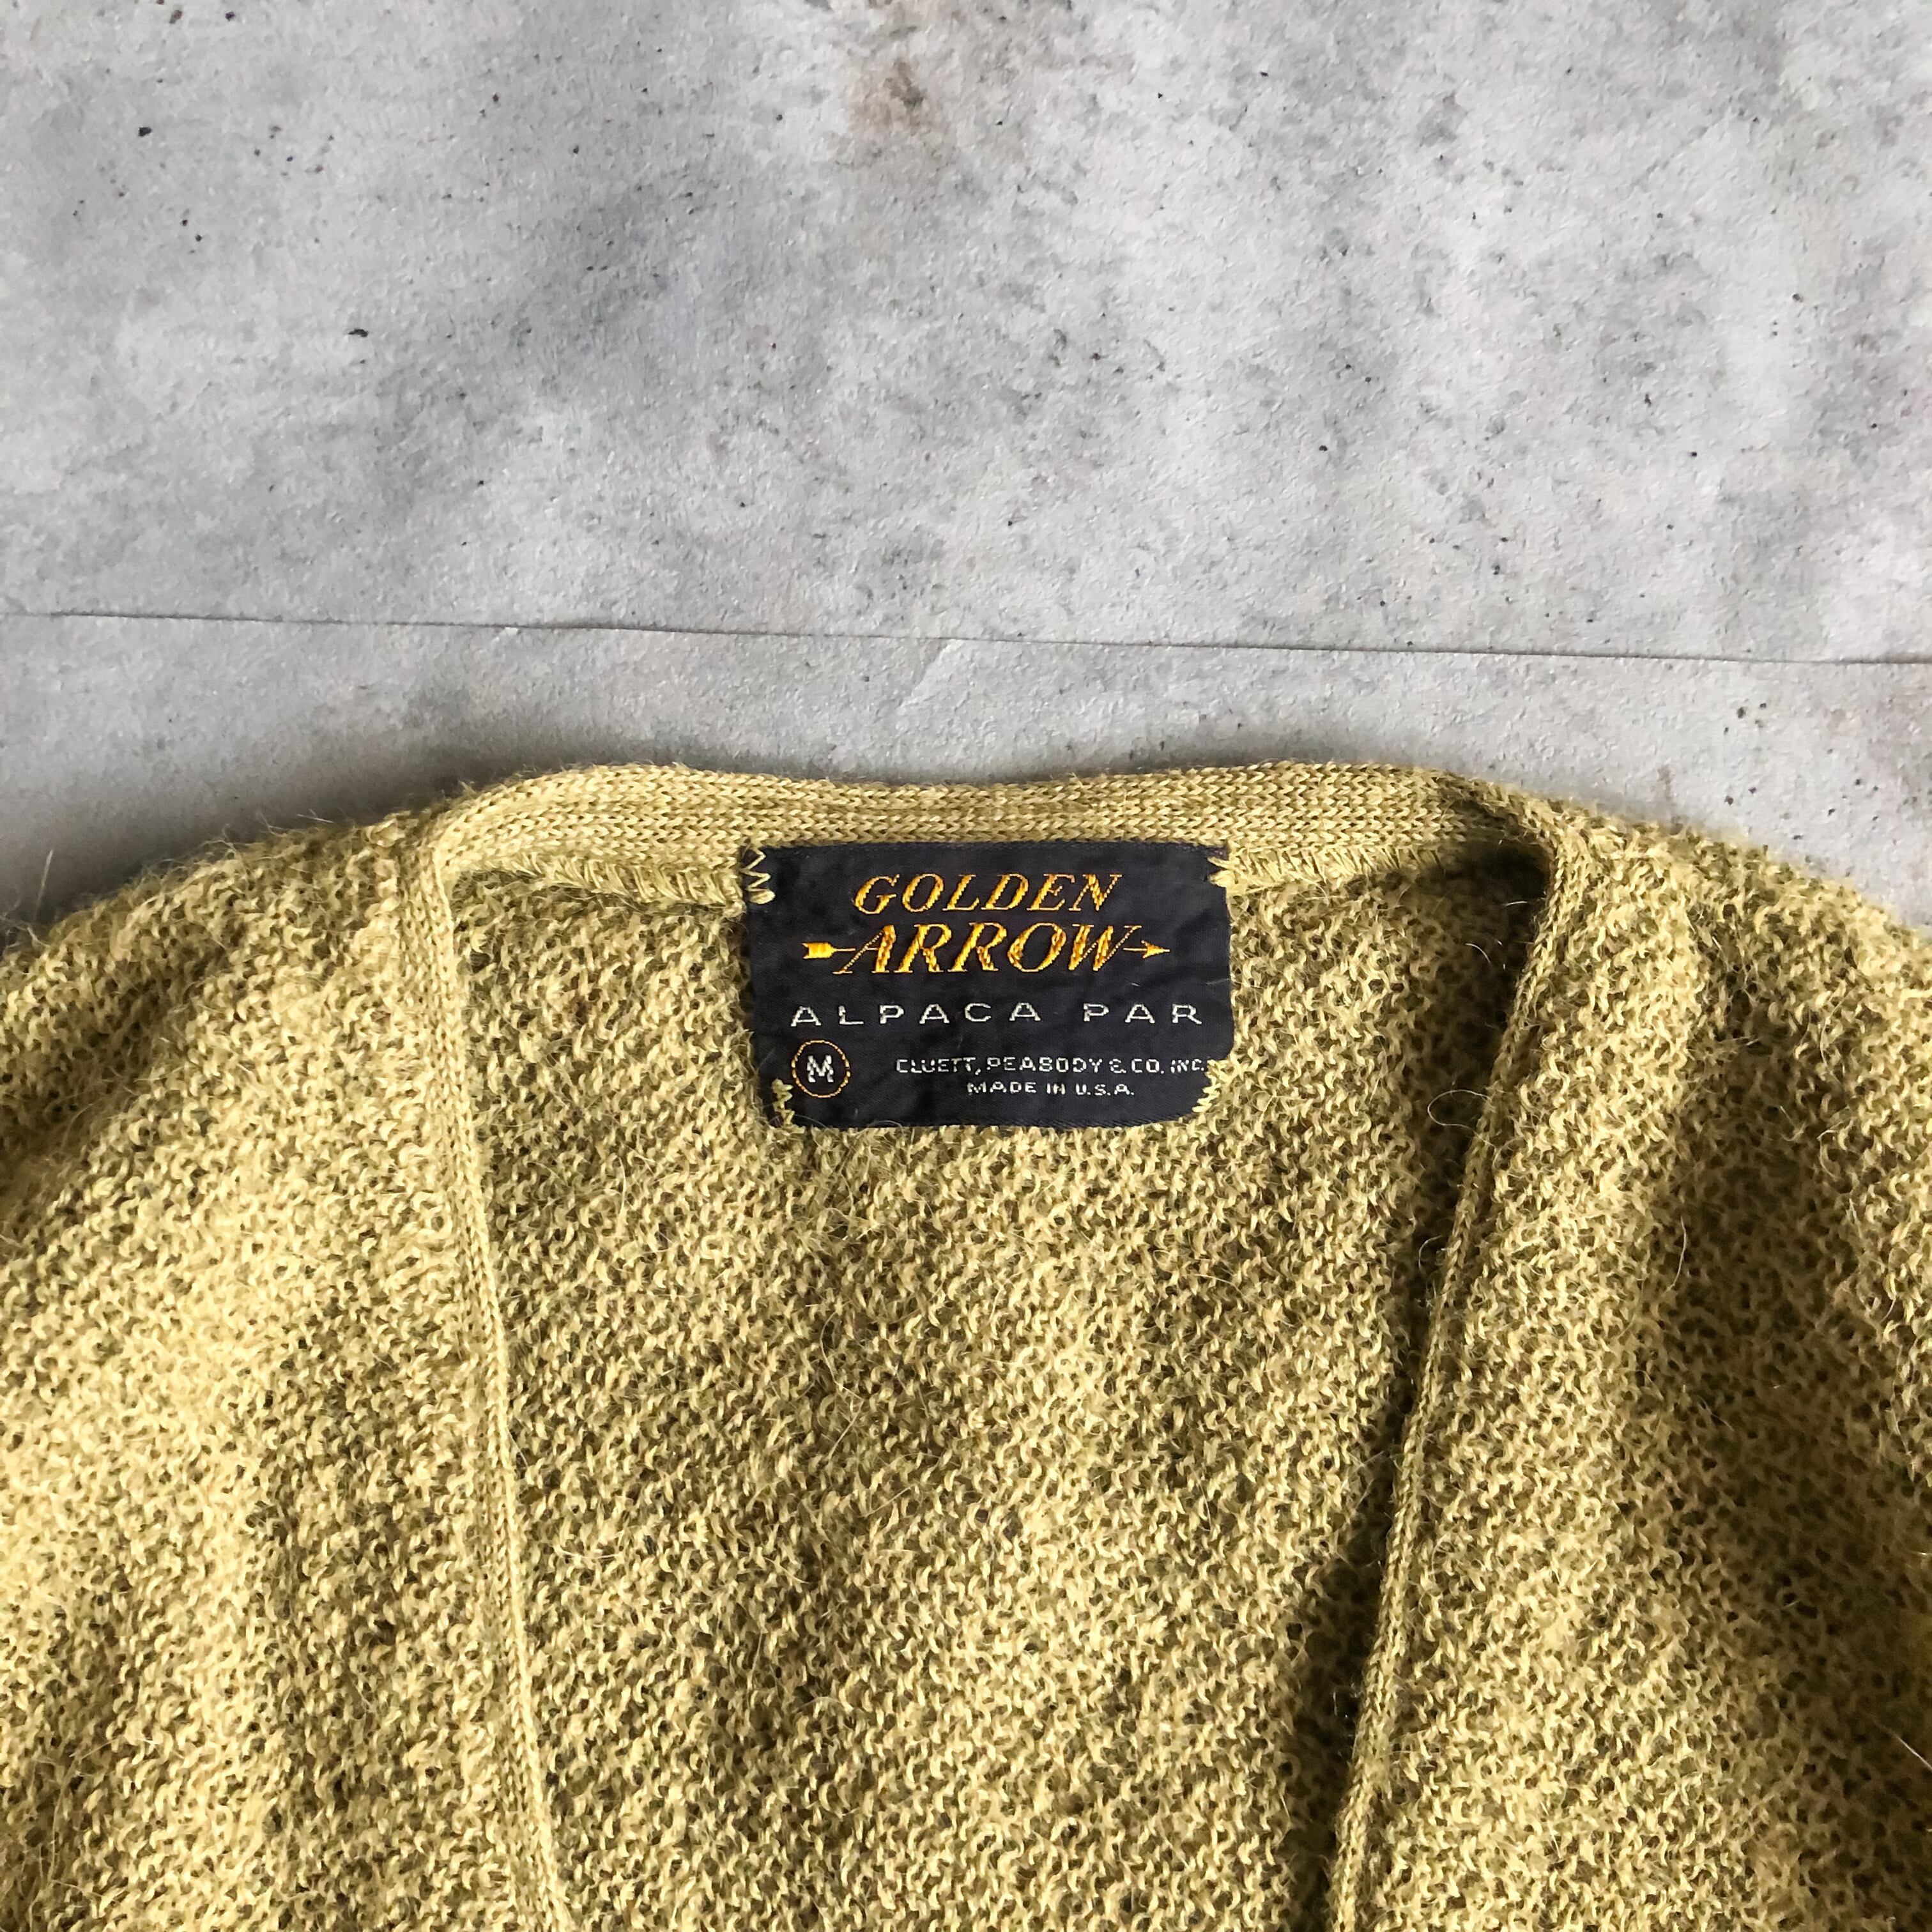 GOLDEN
ARROW
ALPACA PAR
M
CLUETT, PEABODY & CO. INC.
MADE IN U.S.A.